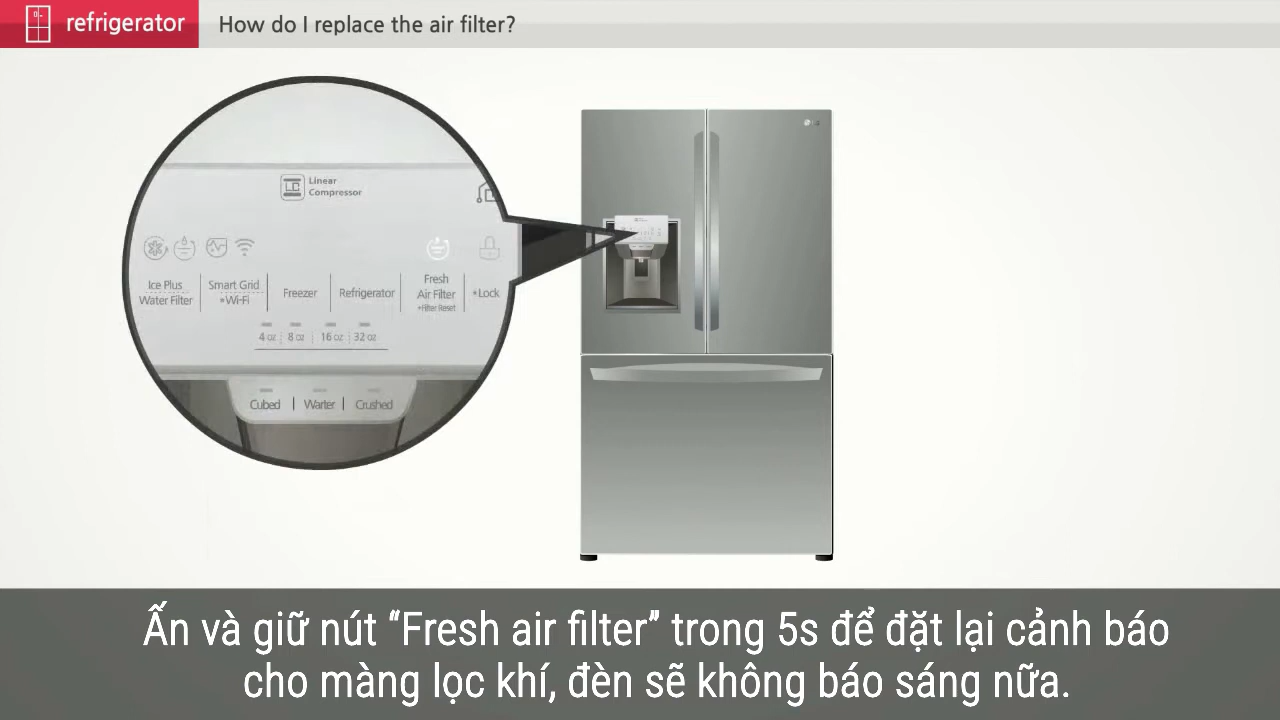 refrigerator
How do I replace the air filter?
LG
Linear
Compressor
Ice Plus
Water Filter
Smart Grid
*Wi-Fi
Freezer
Refrigerator
Fresh
Air Filter
*Filter Reset
*Lock
4 oz 8 oz 16 oz 32 oz
Cubed Warter Crushed
Ấn và giữ nút “Fresh air filter” trong 5s để đặt lại cảnh báo
cho màng lọc khí, đèn sẽ không báo sáng nữa.